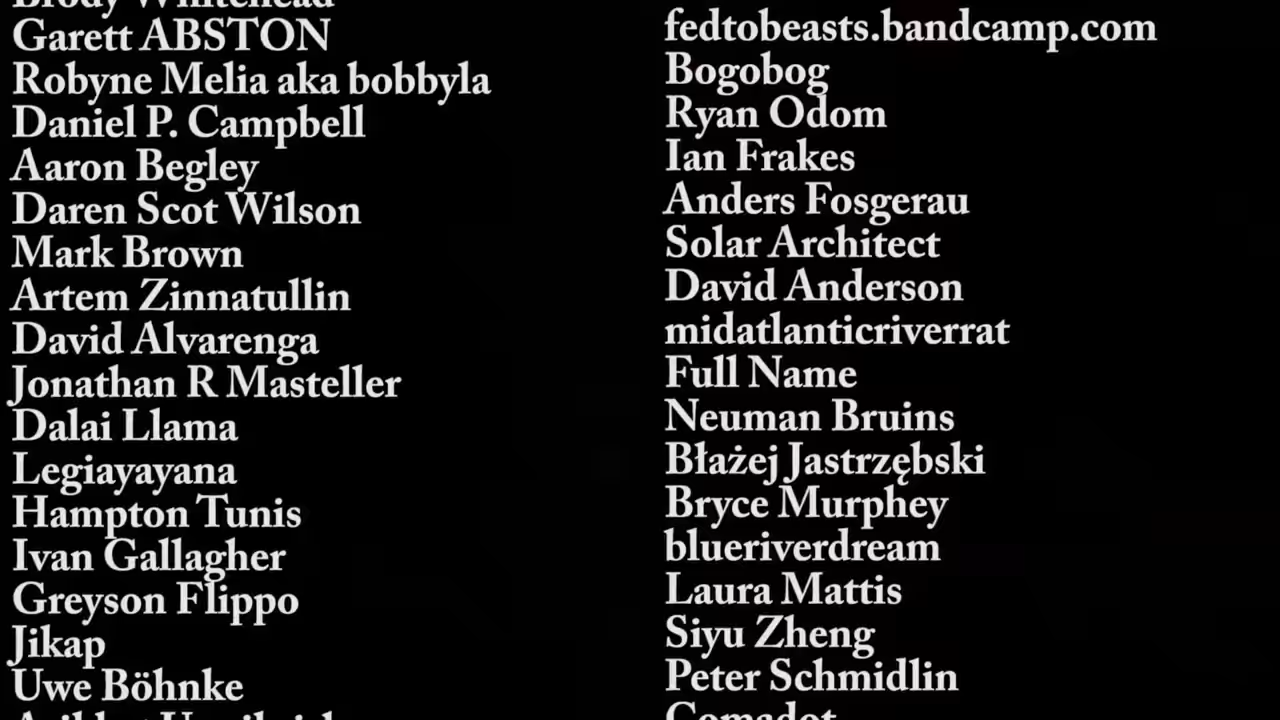 Garett ABSTON
Robyne Melia aka bobbyla
Daniel P. Campbell
Aaron Begley
Daren Scot Wilson
Mark Brown
Artem Zinnatullin
David Alvarenga
Jonathan R Masteller
Dalai Llama
Legiayayana
Hampton Tunis
Ivan Gallagher
Greyson Flippo
Jikap
Uwe Böhnke
fedtobeasts.bandcamp.com
Bogobog
Ryan Odom
Ian Frakes
Anders Fosgerau
Solar Architect
David Anderson
midatlanticriverrat
Full Name
Neuman Bruins
Błażej Jastrzębski
Bryce Murphey
blueriverdream
Laura Mattis
Siyu Zheng
Peter Schmidlin